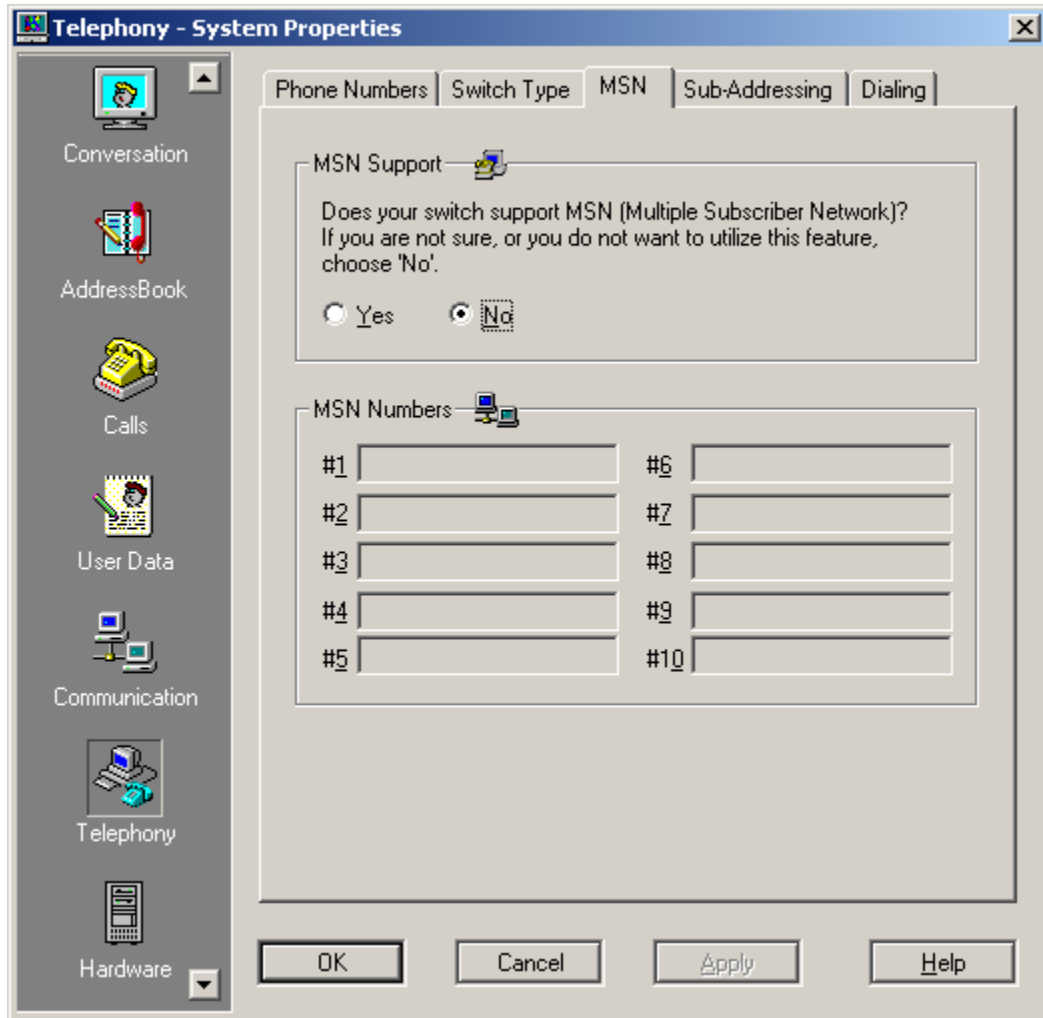 Telephony - System Properties
Conversation
AddressBook
Calls
User Data
Communication
Telephony
Hardware
Phone Numbers
Switch Type
MSN
Sub-Addressing
Dialing
MSN Support
Does your switch support MSN (Multiple Subscriber Network)?
If you are not sure, or you do not want to utilize this feature,
choose 'No'.
Yes
No
MSN Numbers
#1
#2
#3
#4
#5
#6
#7
#8
#9
#10
OK
Cancel
Apply
Help